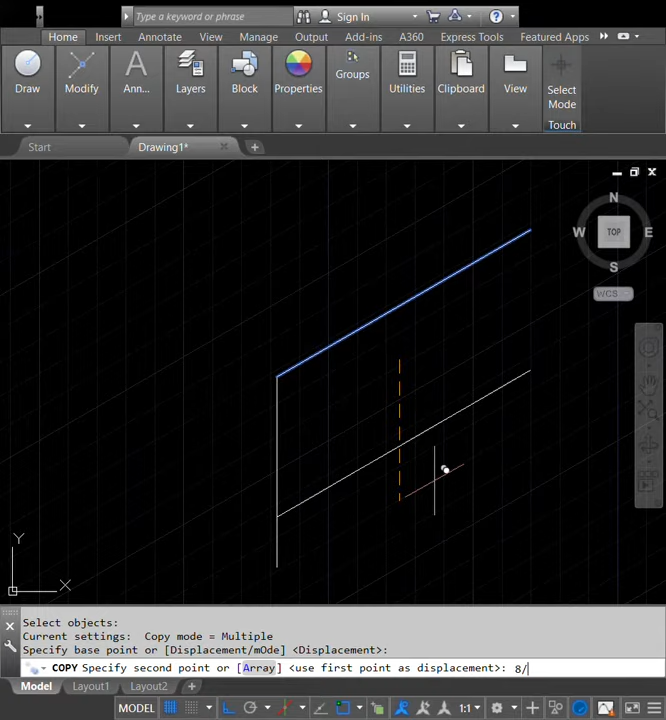 Type a keyword or phrase Sign In
Home Insert Annotate View Manage Output Add-ins A360 Express Tools Featured Apps
Draw Modify Ann... Layers Block Properties Groups Utilities Clipboard View Select Mode
Touch
Start Drawing1*
N
W TOP E
S
WCS
Y
X
Select objects:
Current settings:  Copy mode = Multiple
Specify base point or [Displacement/mOde] <Displacement>:
COPY Specify second point or [Array] <use first point as displacement>: 8/
Model Layout1 Layout2
MODEL 1:1